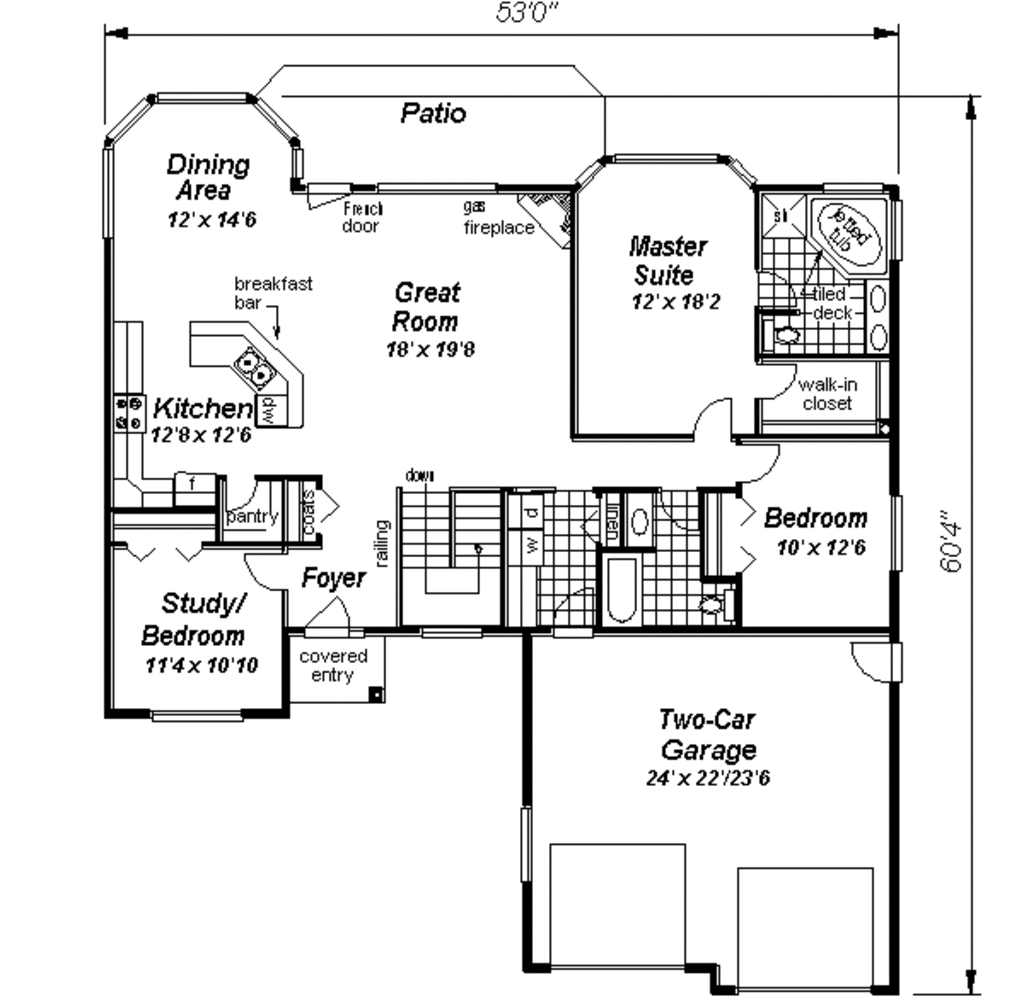 53'0"
Patio
Dining
Area
12' x 14'6
French
door
gas
fireplace
sh
jetted
tub
Master
Suite
12' x 18'2
tiled
deck
breakfast
bar
Great
Room
18' x 19'8
walk-in
closet
Kitchen
12'8 x 12'6
dw
f
pantry
coats
down
railing
d
w
linen
Bedroom
10' x 12'6
60'4"
Foyer
Study/
Bedroom
11'4 x 10'10
covered
entry
Two-Car
Garage
24' x 22'/23'6